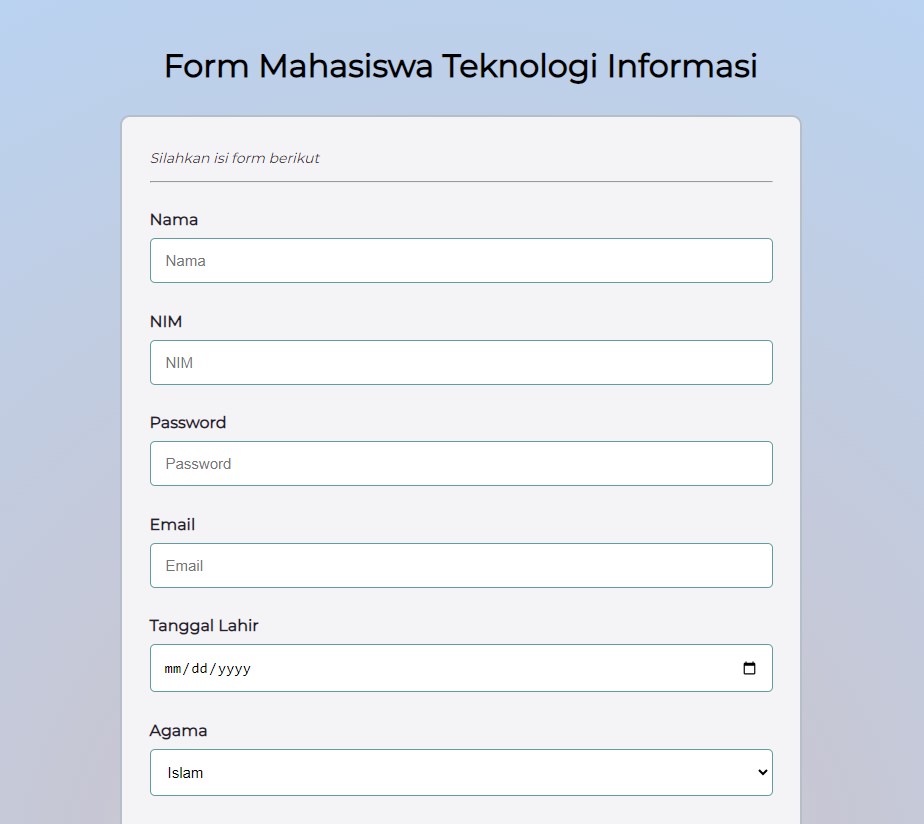 Form Mahasiswa Teknologi Informasi
Silahkan isi form berikut
Nama
Nama
NIM
NIM
Password
Password
Email
Email
Tanggal Lahir
mm/dd/yyyy
Agama
Islam